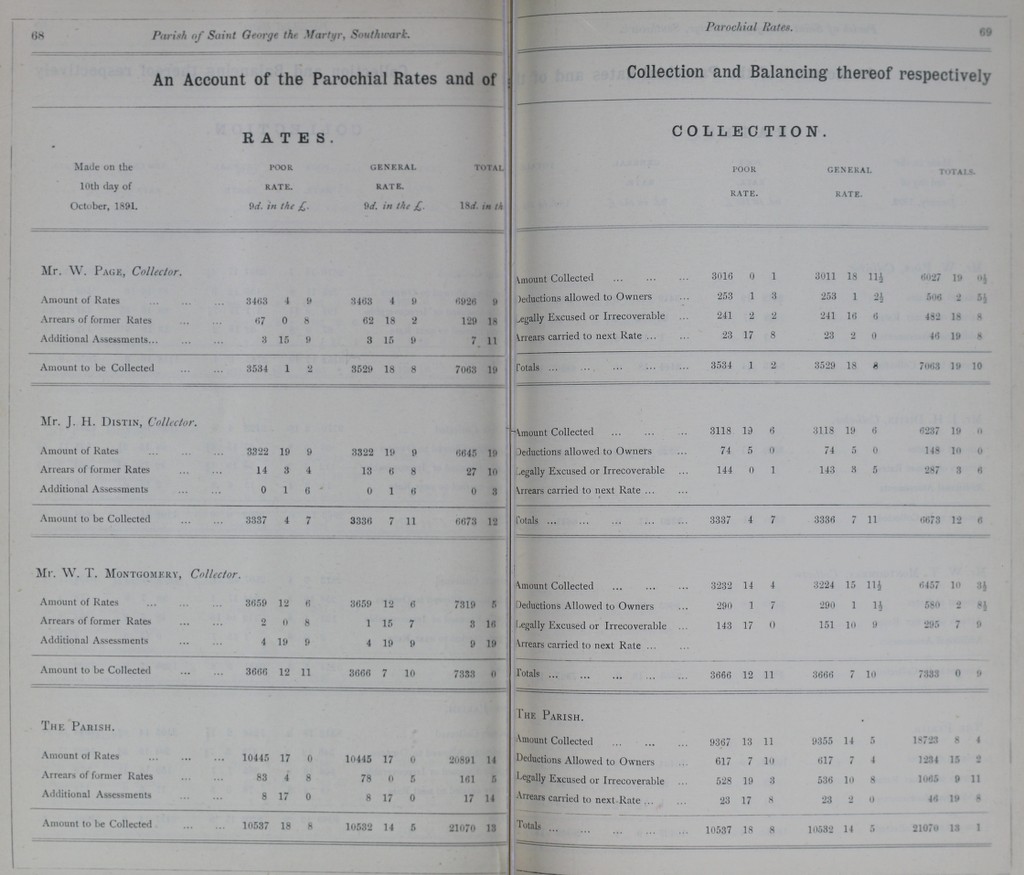 68 Parish of Saint George the Martyr, Southwark.
An Account of the Parochial Rates and of
RATES.
Made on the POOR GENERAL TOTAL
10th day of RATE. RATE.
October, 1891. 9d. in the £. 9d. in the £. 18d. in th
Mr. W. PAGE, Collector.
Amount of Rates ... ... ... 3463 4 9 3463 4 9 6926 9
Arrears of former Rates ... ... 67 0 8 62 18 2 129 18
Additional Assessments... ... ... 3 15 9 3 15 9 7 11
Amount to be Collected ... ... 3534 1 2 3529 18 8 7063 19
Mr. J. H. DISTIN, Collector.
Amount of Rates ... ... ... 3322 19 9 3322 19 9 6645 19
Arrears of former Rates ... ... 14 3 4 13 6 8 27 10
Additional Assessments ... ... 0 1 6 0 1 6 0 3
Amount to be Collected ... ... 3337 4 7 3336 7 11 6673 12
Mr. W. T. MONTGOMERY, Collector.
Amount of Rates ... ... ... 3659 12 6 3659 12 6 7319 5
Arrears of former Rates ... ... 2 0 8 1 15 7 3 16
Additional Assessments ... ... 4 19 9 4 19 9 9 19
Amount to be Collected ... ... 3666 12 11 3666 7 10 7333 0
THE PARISH.
Amount of Rates ... ... ... 10445 17 0 10445 17 0 20891 14
Arrears of former Rates ... ... 83 4 8 78 0 5 161 5
Additional Assessments ... ... 8 17 0 8 17 0 17 14
Amount to be Collected ... ... 10537 18 8 10532 14 5 21070 13
Parochial Rates. 69
Collection and Balancing thereof respectively
COLLECTION.
POOR GENERAL TOTALS.
RATE. RATE.
Amount Collected ... ... ... 3016 0 1 3011 18 11½ 6027 19 0½
Deductions allowed to Owners ... 253 1 3 253 1 2½ 506 2 5½
Legally Excused or Irrecoverable ... 241 2 2 241 16 6 482 18 8
Arrears carried to next Rate ... ... 23 17 8 23 2 0 46 19 8
Totals ... ... ... ... ... 3534 1 2 3529 18 8 7063 19 10
Amount Collected ... ... ... 3118 19 6 3118 19 6 6237 19 0
Deductions allowed to Owners ... 74 5 0 74 5 0 148 10 0
Legally Excused or Irrecoverable ... 144 0 1 143 3 5 287 3 6
Arrears carried to next Rate ... ...
Totals ... ... ... ... ... 3337 4 7 3336 7 11 6673 12 6
Amount Collected ... ... ... 3232 14 4 3224 15 11½ 6457 10 3½
Deductions Allowed to Owners ... 290 1 7 290 1 1½ 580 2 8½
Legally Excused or Irrecoverable ... 143 17 0 151 10 9 295 7 9
Arrears carried to next Rate ... ...
Totals ... ... ... ... ... 3666 12 11 3666 7 10 7333 0 9
THE PARISH.
Amount Collected ... ... ... 9367 13 11 9355 14 5 18723 8 4
Deductions Allowed to Owners ... 617 7 10 617 7 4 1234 15 2
Legally Excused or Irrecoverable ... 528 19 3 536 10 8 1065 9 11
Arrears carried to next Rate ... ... 23 17 8 23 2 0 46 19 8
Totals ... ... ... ... ... 10537 18 8 10532 14 5 21070 13 1